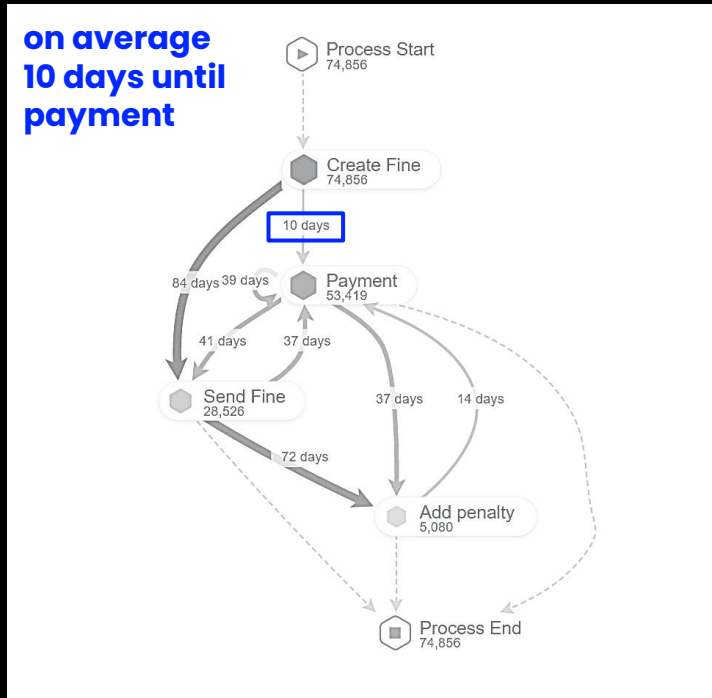 on average
10 days until
payment
Process Start
74,856
Create Fine
74,856
10 days
Payment
53,419
84 days
39 days
41 days
37 days
Send Fine
28,526
37 days
14 days
72 days
Add penalty
5,080
Process End
74,856